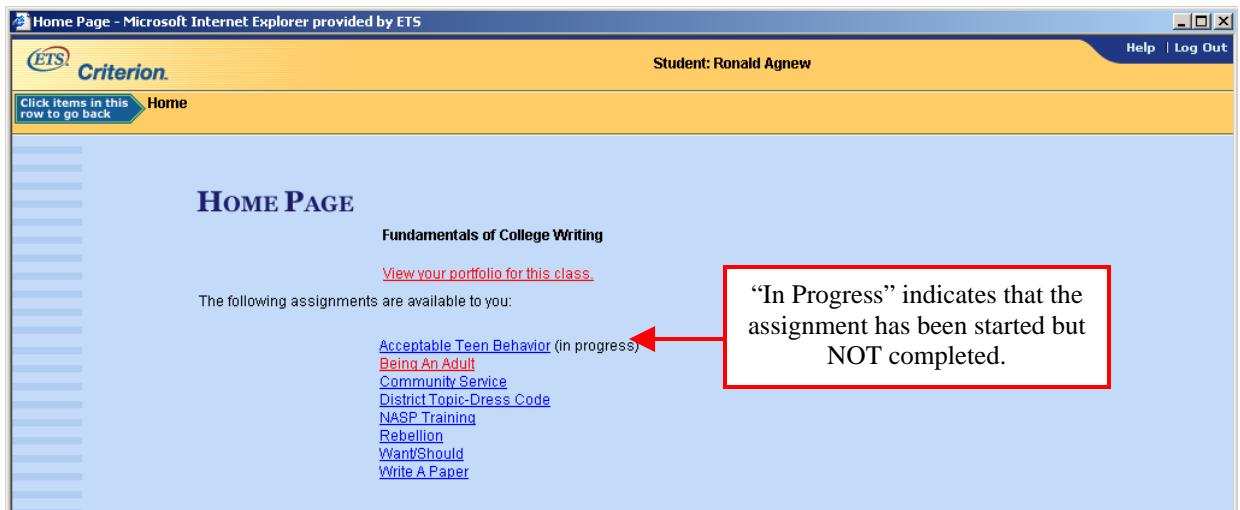 Home Page - Microsoft Internet Explorer provided by ETS
Help | Log Out
ETS
Criterion.
Student: Ronald Agnew
Click items in this
row to go back
Home
HOME PAGE
Fundamentals of College Writing
View your portfolio for this class.
The following assignments are available to you:
"In Progress" indicates that the
assignment has been started but
NOT completed.
Acceptable Teen Behavior (in progress)
Being An Adult
Community Service
District Topic-Dress Code
NASP Training
Rebellion
Want/Should
Write A Paper